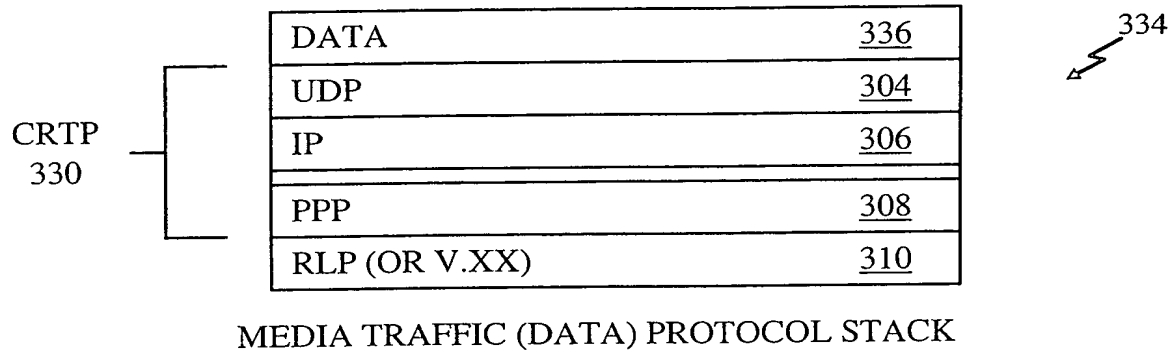 DATA 336
334
UDP 304
CRTP
330
IP 306
PPP 308
RLP (OR V.XX) 310
MEDIA TRAFFIC (DATA) PROTOCOL STACK